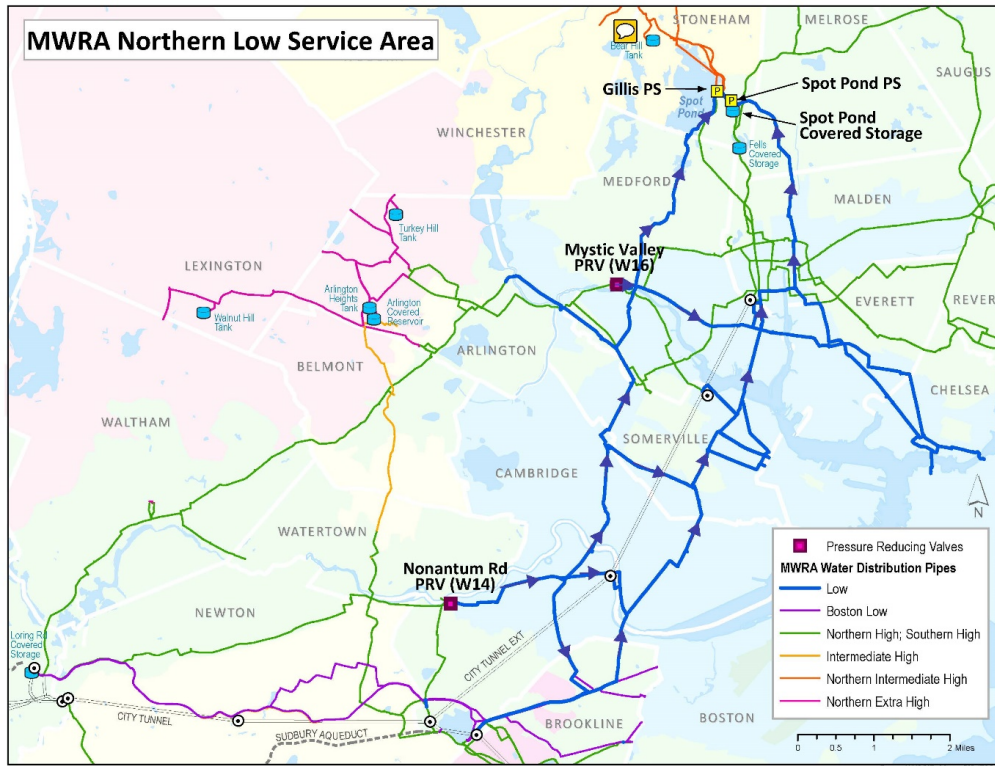 MWRA Northern Low Service Area
STONEHAM
MELROSE
Bear Hill
Tank
SAUGUS
Gillis PS
P
P
Spot Pond PS
Spot
Pond
Spot Pond
Covered Storage
WINCHESTER
Fells
Covered
Storage
MEDFORD
MALDEN
Turkey Hill
Tank
Mystic Valley
PRV (W16)
LEXINGTON
Arlington
Heights
Tank
Arlington
Covered
Reservoir
Walnut Hill
Tank
EVERETT
REVER
ARLINGTON
BELMONT
CHELSEA
WALTHAM
SOMERVILLE
CAMBRIDGE
N
WATERTOWN
Nonantum Rd
PRV (W14)
NEWTON
Loring Rd
Covered
Storage
CITY TUNNEL EXT
CITY TUNNEL
SUDBURY AQUEDUCT
BROOKLINE
BOSTON
Pressure Reducing Valves
MWRA Water Distribution Pipes
Low
Boston Low
Northern High; Southern High
Intermediate High
Northern Intermediate High
Northern Extra High
0 0.5 1 2
Miles